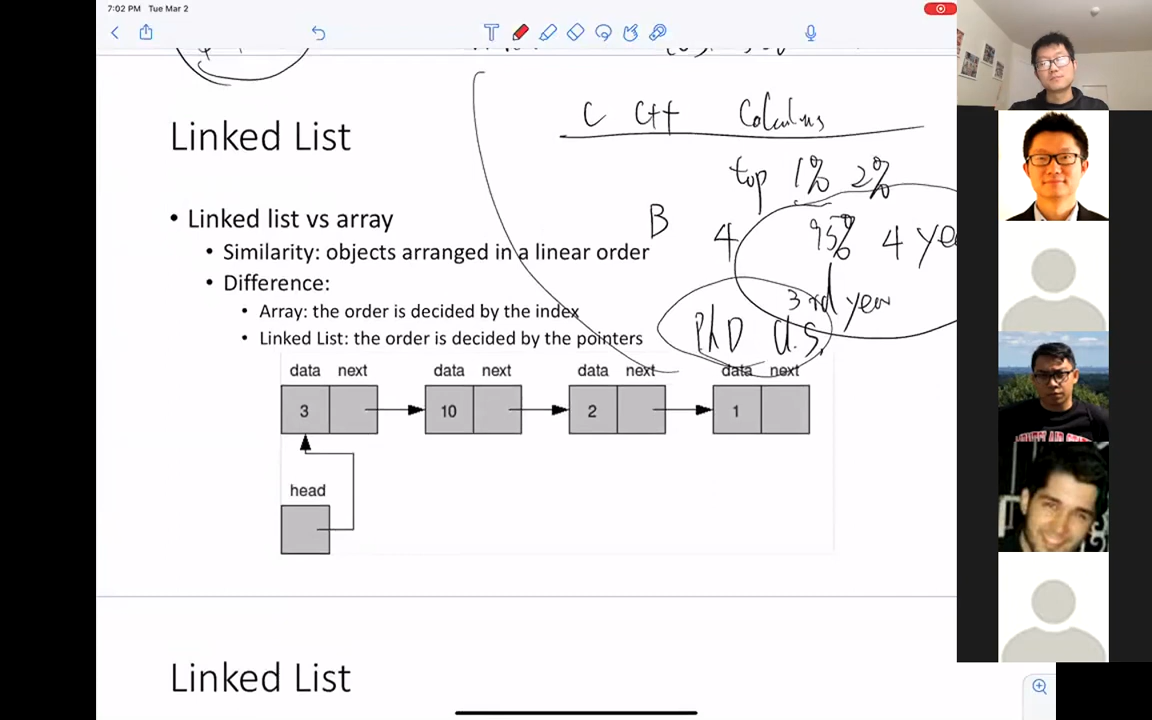 7:02 PM Tue Mar 2
C C++ Calculus
Linked List
top 1% 2%
• Linked list vs array
B 4 95% 4 ye
• Similarity: objects arranged in a linear order
• Difference:
3rd year
• Array: the order is decided by the index
PhD U.S.
• Linked List: the order is decided by the pointers
data next data next data next data next
3 10 2 1
head
Linked List